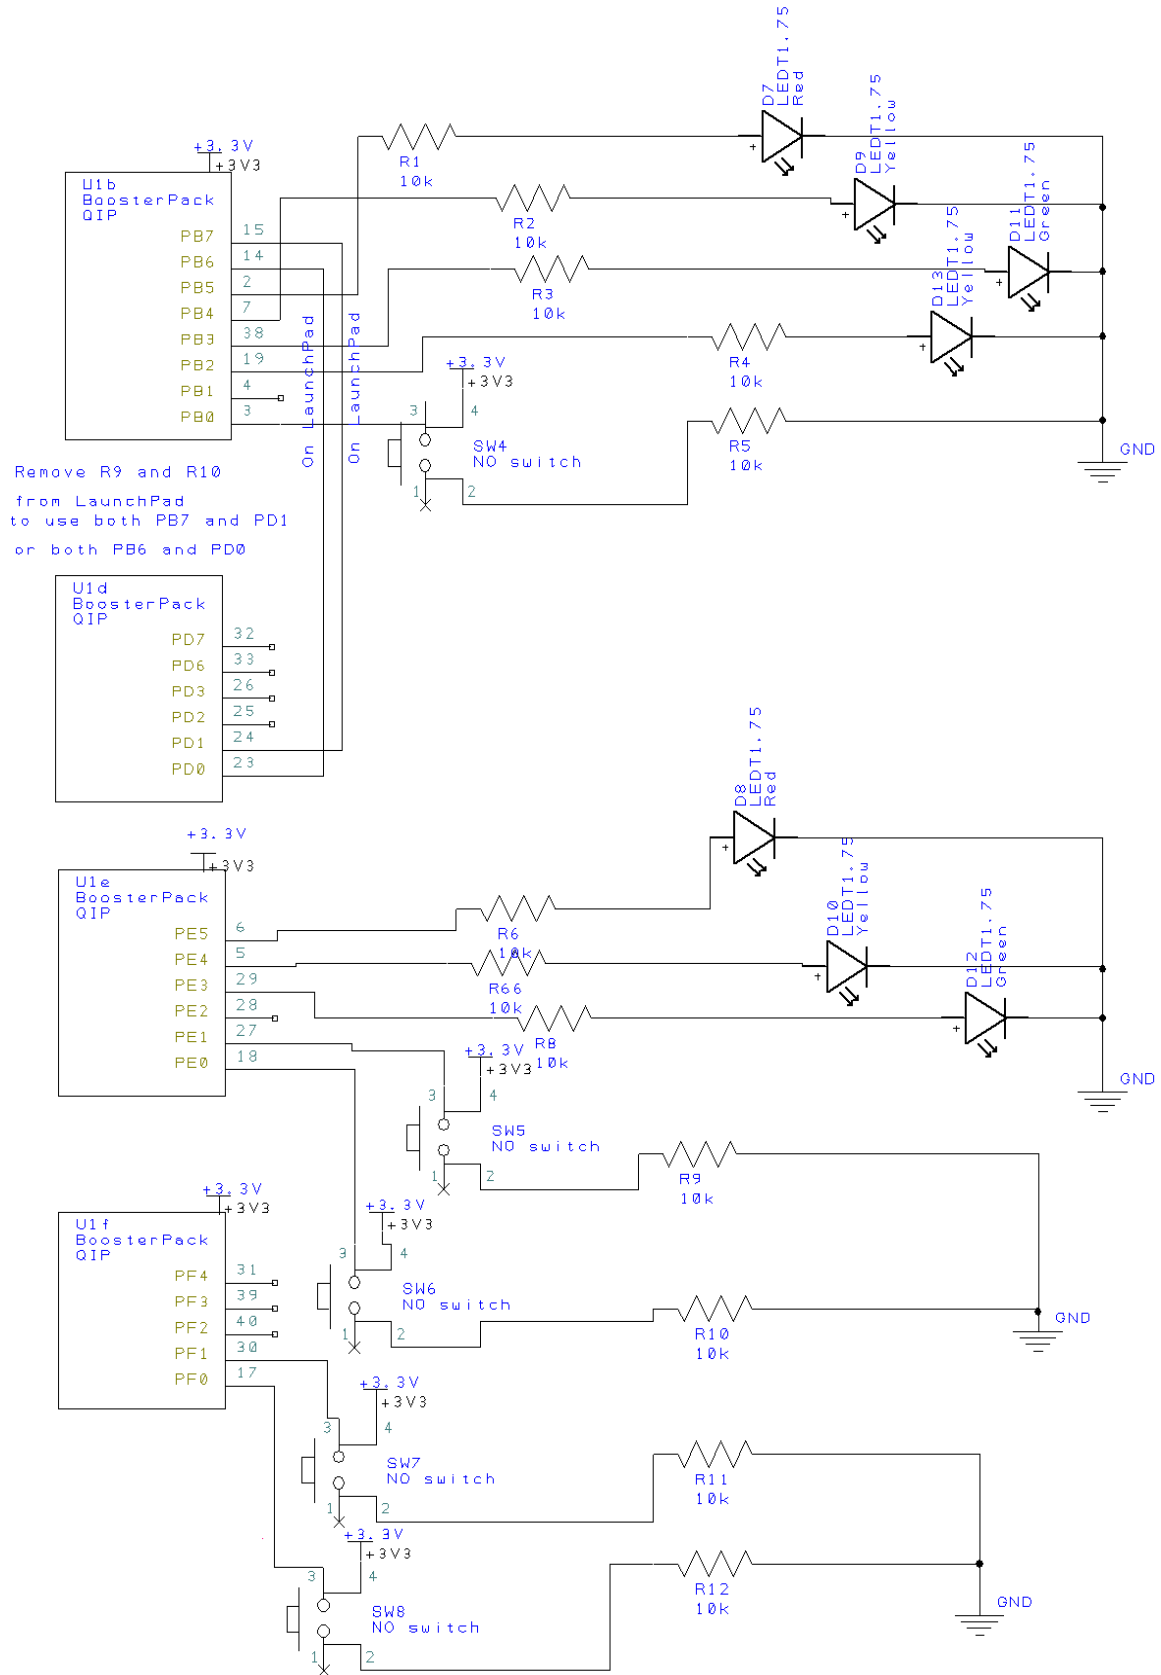 D7
LEDT1.75
Red
D9
LEDT1.75
Yellow
+3.3V
+3V3
R1
10k
D11
LEDT1.75
Green
U1b
BoosterPack
QIP
R2
10k
D13
LEDT1.75
Yellow
PB7 15
PB6 14
PB5 2
PB4 7
PB3 38
PB2 19
PB1 4
PB0 3
R3
10k
On LaunchPad
On LaunchPad
+3.3V
+3V3
R4
10k
3 4
SW4
NO switch
1 2
R5
10k
GND
Remove R9 and R10
from LaunchPad
to use both PB7 and PD1
or both PB6 and PD0
U1d
BoosterPack
QIP
PD7 32
PD6 33
PD3 26
PD2 25
PD1 24
PD0 23
D8
LEDT1.75
Red
+3.3V
+3V3
U1e
BoosterPack
QIP
D10
LEDT1.75
Yellow
D12
LEDT1.75
Green
PE5 6
PE4 5
PE3 29
PE2 28
PE1 27
PE0 18
R6
10k
R66
10k
R8
10k
+3.3V
+3V3
GND
3 4
SW5
NO switch
1 2
R9
10k
+3.3V
+3V3
U1f
BoosterPack
QIP
+3.3V
+3V3
3 4
SW6
NO switch
1 2
R10
10k
GND
PF4 31
PF3 39
PF2 40
PF1 30
PF0 17
+3.3V
+3V3
3 4
SW7
NO switch
1 2
R11
10k
+3.3V
+3V3
3 4
SW8
NO switch
1 2
R12
10k
GND